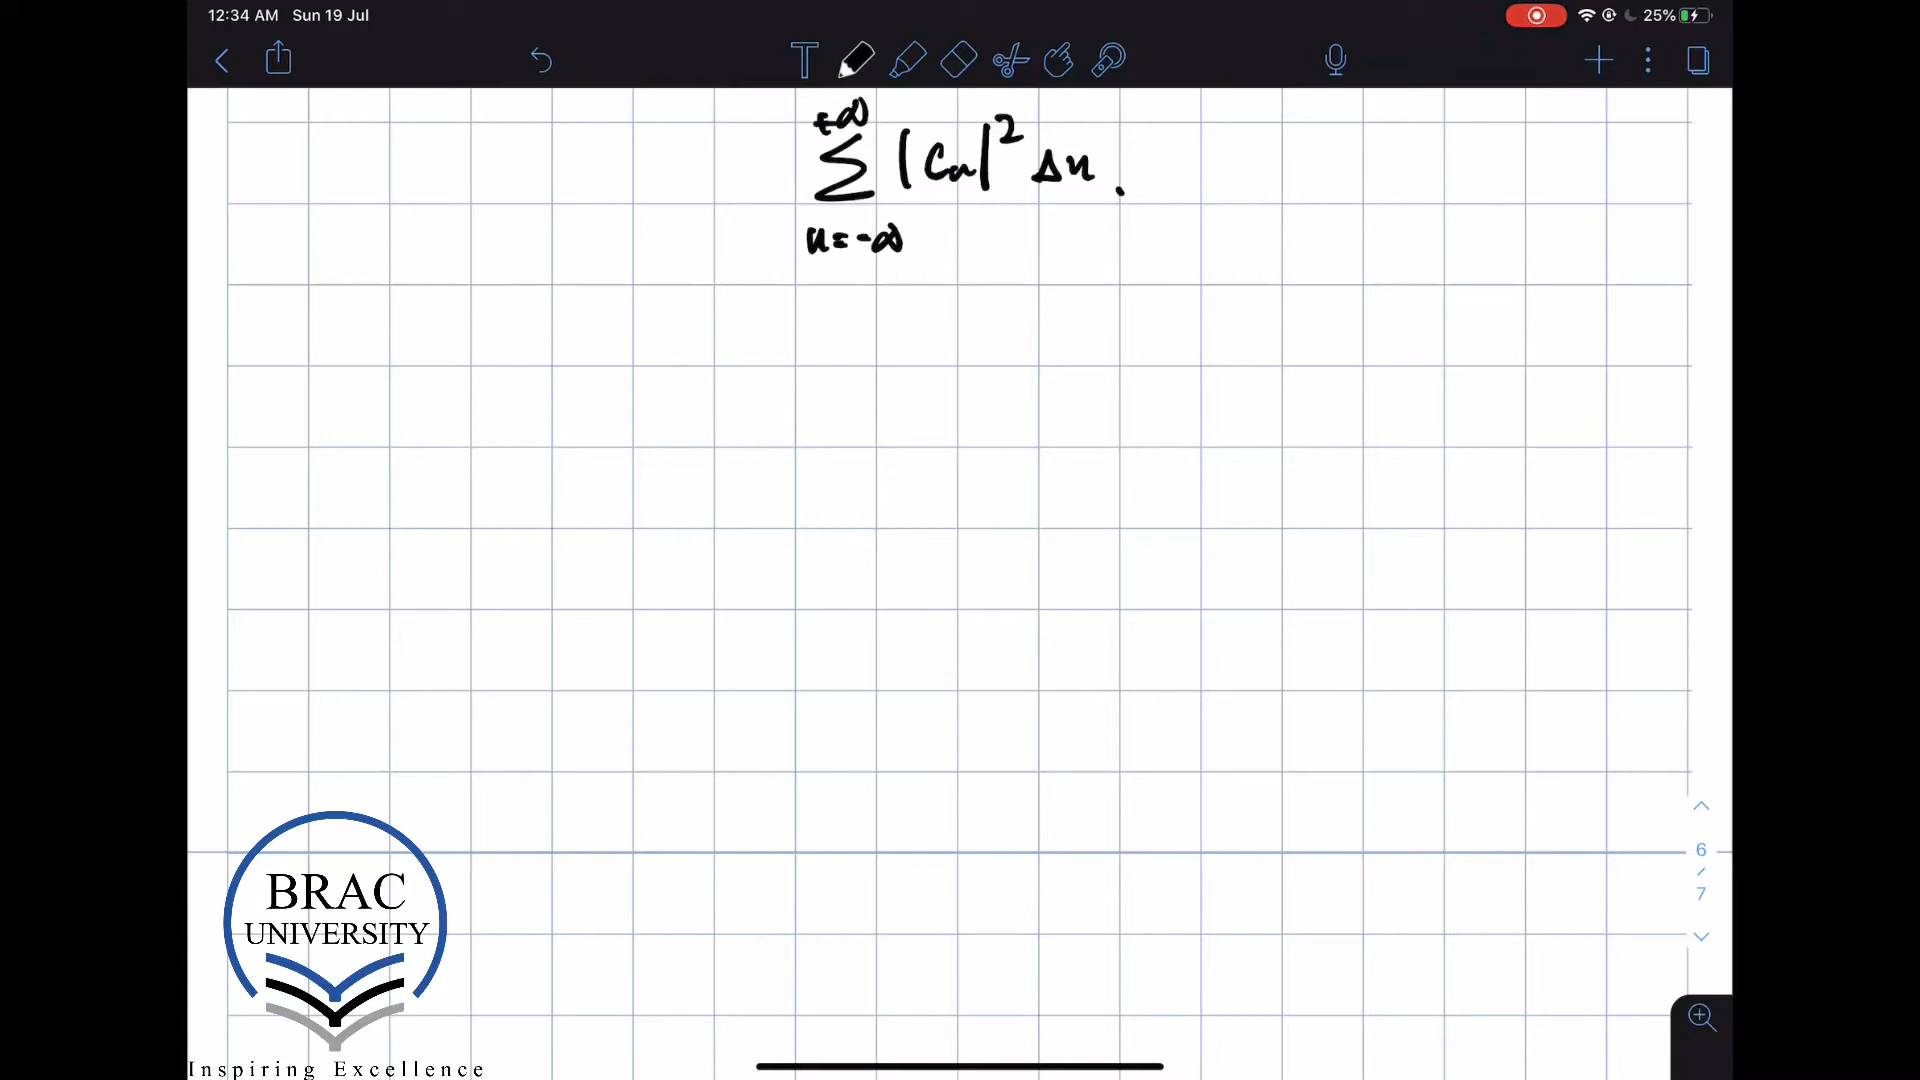 12:34 AM Sun 19 Jul
25%
+∞
∑ |Cn|² Δn.
n=-∞
6
/
7
BRAC
UNIVERSITY
Inspiring Excellence